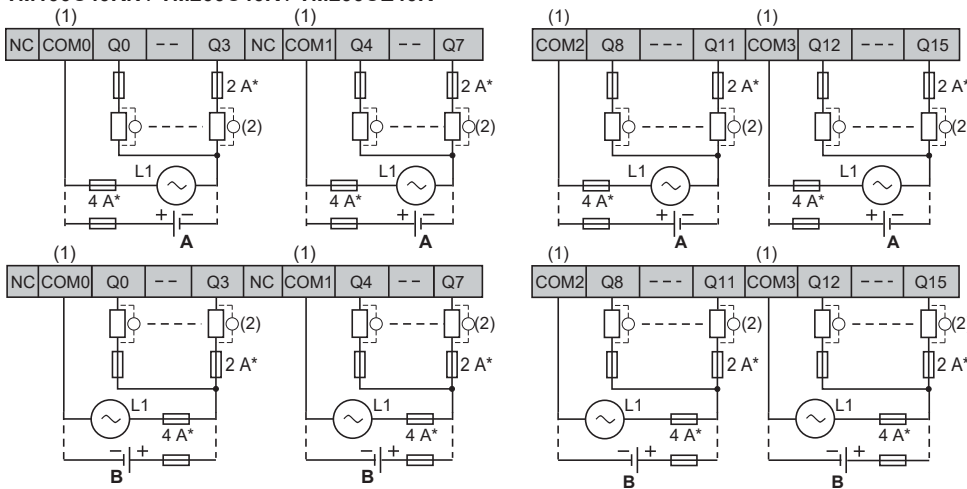 (1) (1) (1) (1)
NC COM0 Q0 -- Q3 NC COM1 Q4 -- Q7 COM2 Q8 --- Q11 COM3 Q12 --- Q15
2 A* 2 A* 2 A* 2 A*
(2) (2) (2) (2
L1 L1 L1 L1
4 A* 4 A* 4 A* 4 A*
+ − + − + − + −
A A A A
(1) (1) (1) (1)
NC COM0 Q0 -- Q3 NC COM1 Q4 -- Q7 COM2 Q8 --- Q11 COM3 Q12 --- Q15
(2) (2) (2) (2
2 A* 2 A* 2 A* 2 A*
L1 L1 L1 L1
4 A* 4 A* 4 A* 4 A*
− + − + − + − +
B B B B